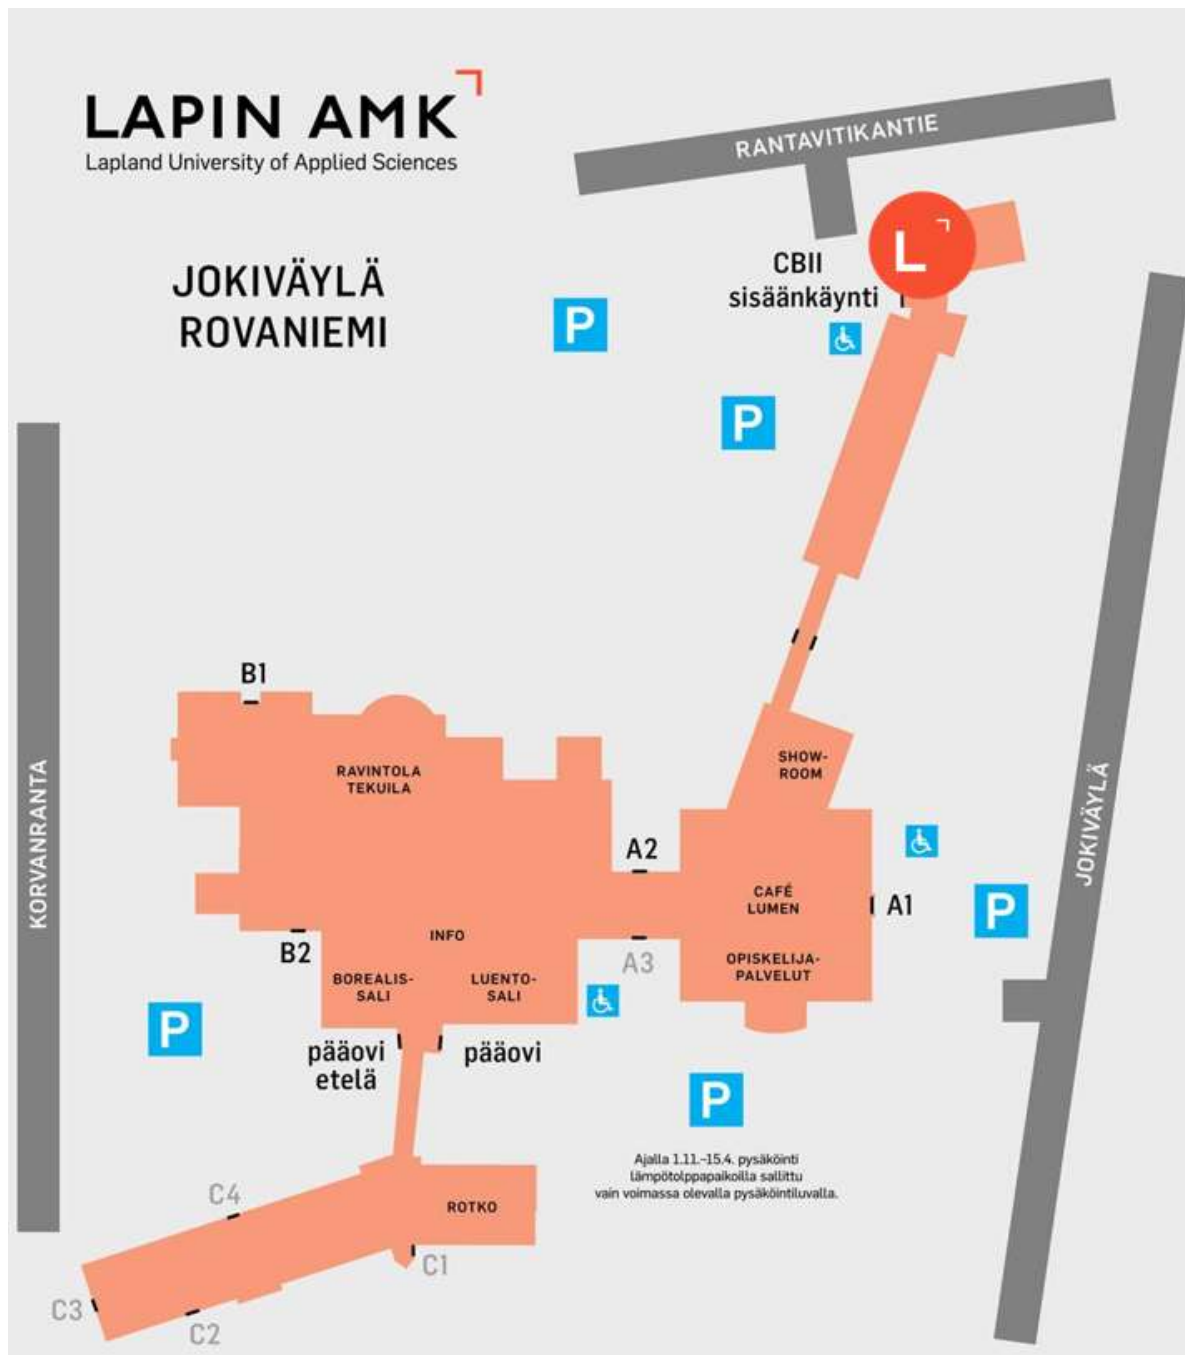 LAPIN AMK
Lapland University of Applied Sciences
RANTAVITIKANTIE
JOKIVÄYLÄ
ROVANIEMI
L
CBII
sisäänkäynti
P
P
B1
RAVINTOLA
TEKUILA
SHOW-
ROOM
KORVANRANTA
JOKIVÄYLÄ
A2
CAFÉ
LUMEN
A1
P
INFO
B2
A3
OPISKELIJA-
PALVELUT
BOREALIS-
SALI
LUENTO-
SALI
P
pääovi
etelä
pääovi
P
Ajalla 1.11.–15.4. pysäköinti
lämpötolppapaikoilla sallittu
vain voimassa olevalla pysäköintiluvalla.
C4
ROTKO
C1
C3
C2